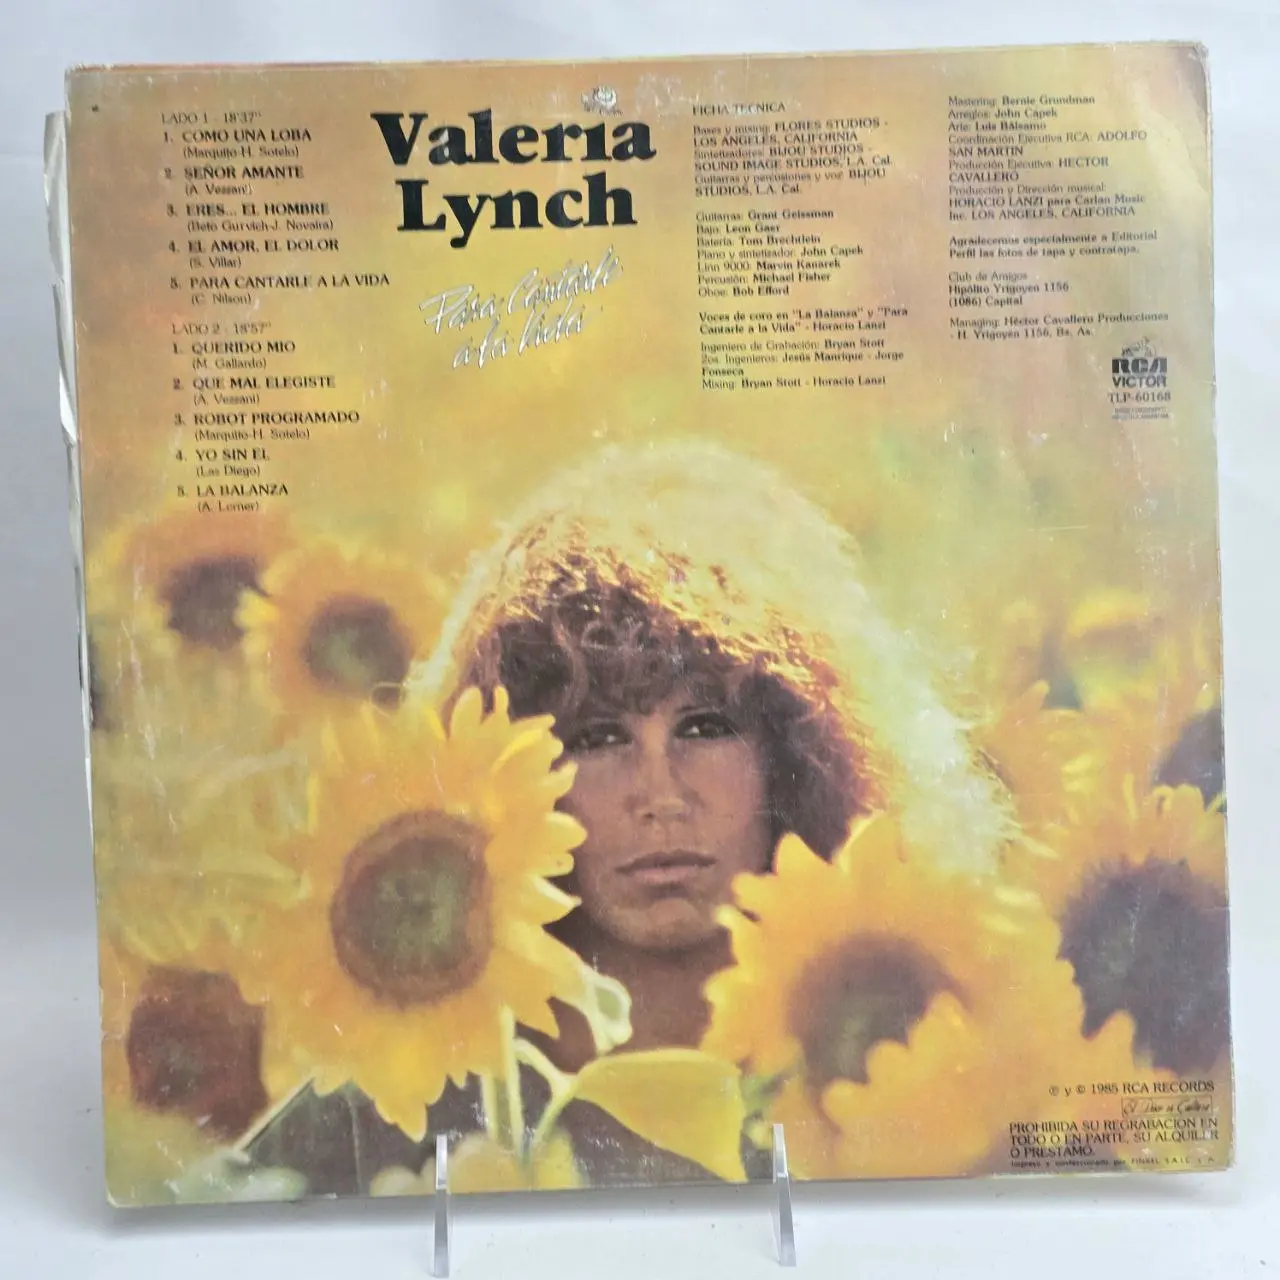 LADO 1 - 18'37"
1. COMO UNA LOBA
(Marquito-H. Sotelo)
2. SEÑOR AMANTE
(A. Vezzani)
3. ERES... EL HOMBRE
(Beto Gurvich-J. Novaira)
4. EL AMOR, EL DOLOR
(S. Villar)
5. PARA CANTARLE A LA VIDA
(C. Nilson)
LADO 2 - 18'57"
1. QUERIDO MIO
(M. Gallardo)
2. QUE MAL ELEGISTE
(A. Vezzani)
3. ROBOT PROGRAMADO
(Marquito-H. Sotelo)
4. YO SIN EL
(Las Diego)
5. LA BALANZA
(A. Lerner)
Valeria
Lynch
Para Cantarle
a la Vida
FICHA TECNICA
Bases y mixing: FLORES STUDIOS -
LOS ANGELES, CALIFORNIA
Sintetizadores: BIJOU STUDIOS -
SOUND IMAGE STUDIOS, L.A. Cal.
Guitarras y percusiones y voz: BIJOU
STUDIOS, L.A. Cal.
Guitarras: Grant Geissman
Bajo: Leon Gaer
Batería: Tom Brechtlein
Piano y sintetizador: John Capek
Linn 9000: Marvin Kanarek
Percusión: Michael Fisher
Oboe: Bob Efford
Voces de coro en "La Balanza" y "Para
Cantarle a la Vida" - Horacio Lanzi
Ingeniero de Grabación: Bryan Stott
2os. Ingenieros: Jesús Manrique - Jorge
Fonseca
Mixing: Bryan Stott - Horacio Lanzi
Mastering: Bernie Grundman
Arreglos: John Capek
Arte: Luis Bálsamo
Coordinación Ejecutiva RCA: ADOLFO
SAN MARTIN
Producción Ejecutiva: HECTOR
CAVALLERO
Producción y Dirección musical:
HORACIO LANZI para Carlan Music
Inc. LOS ANGELES, CALIFORNIA
Agradecemos especialmente a Editorial
Perfil las fotos de tapa y contratapa.
Club de Amigos
Hipólito Yrigoyen 1156
(1086) Capital
Managing: Héctor Cavallero Producciones
- H. Yrigoyen 1156, Bs. As.
RCA
VICTOR
TLP-60168
℗ y © 1985 RCA RECORDS
El Disco es Cultura
PROHIBIDA SU REGRABACION EN
TODO O EN PARTE, SU ALQUILER
O PRESTAMO.
Impreso y confeccionado por FINBEL S.A.I.C. y A.